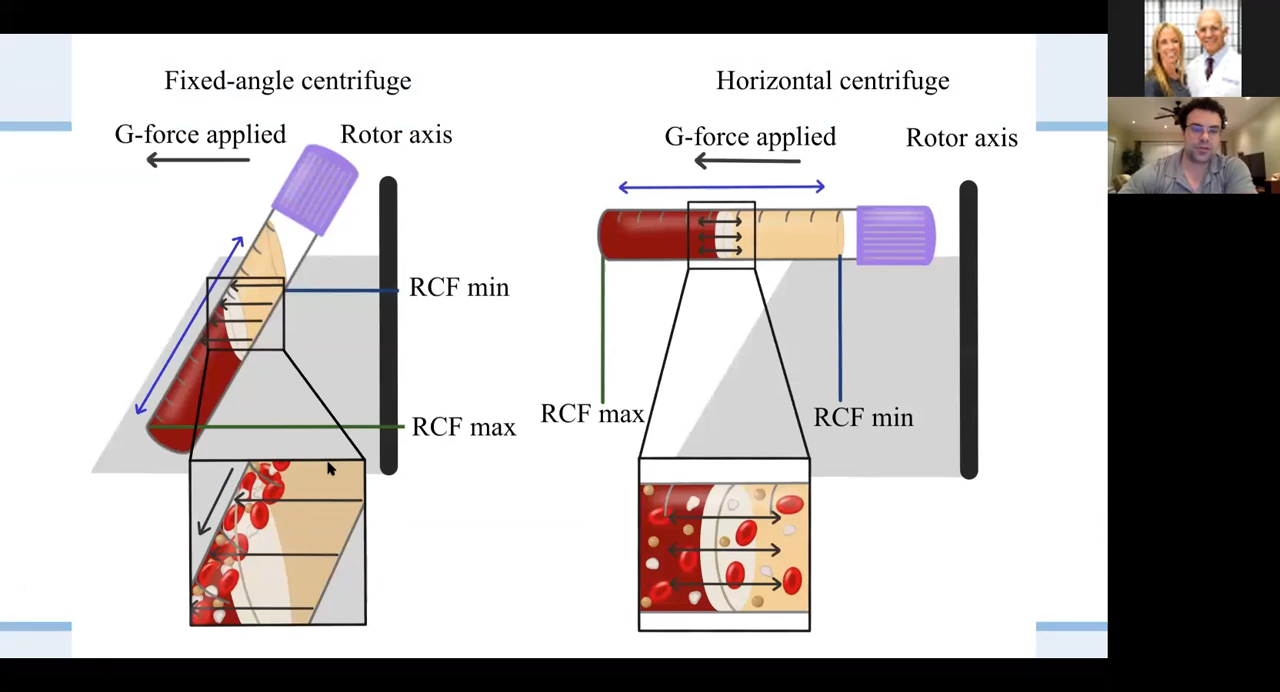 Fixed-angle centrifuge
G-force applied
Rotor axis
RCF min
RCF max
Horizontal centrifuge
G-force applied
Rotor axis
RCF max
RCF min